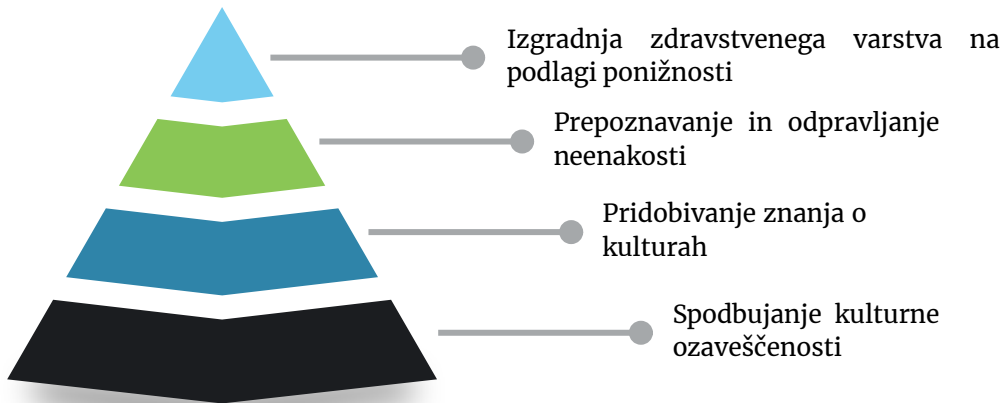 Izgradnja zdravstvenega varstva na
podlagi ponižnosti
Prepoznavanje in odpravljanje
neenakosti
Pridobivanje znanja o
kulturah
Spodbujanje kulturne
ozaveščenosti